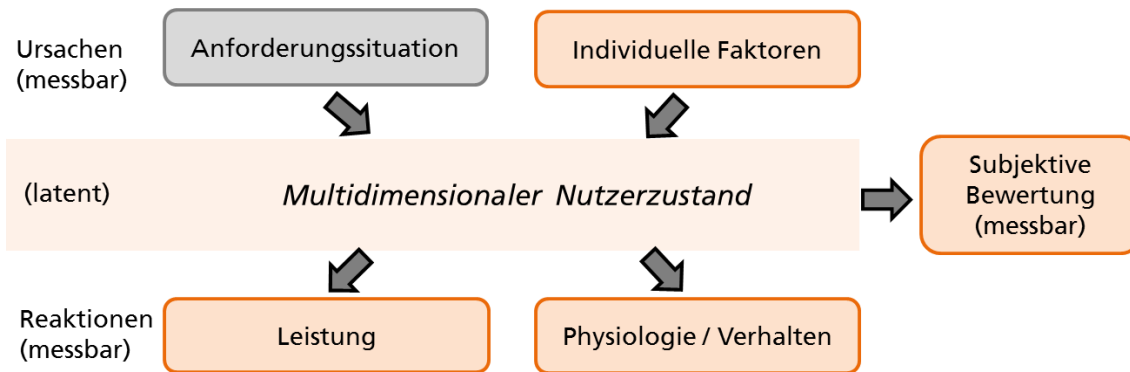 Ursachen
(messbar)
Anforderungssituation
Individuelle Faktoren
(latent)
Multidimensionaler Nutzerzustand
Subjektive
Bewertung
(messbar)
Reaktionen
(messbar)
Leistung
Physiologie / Verhalten